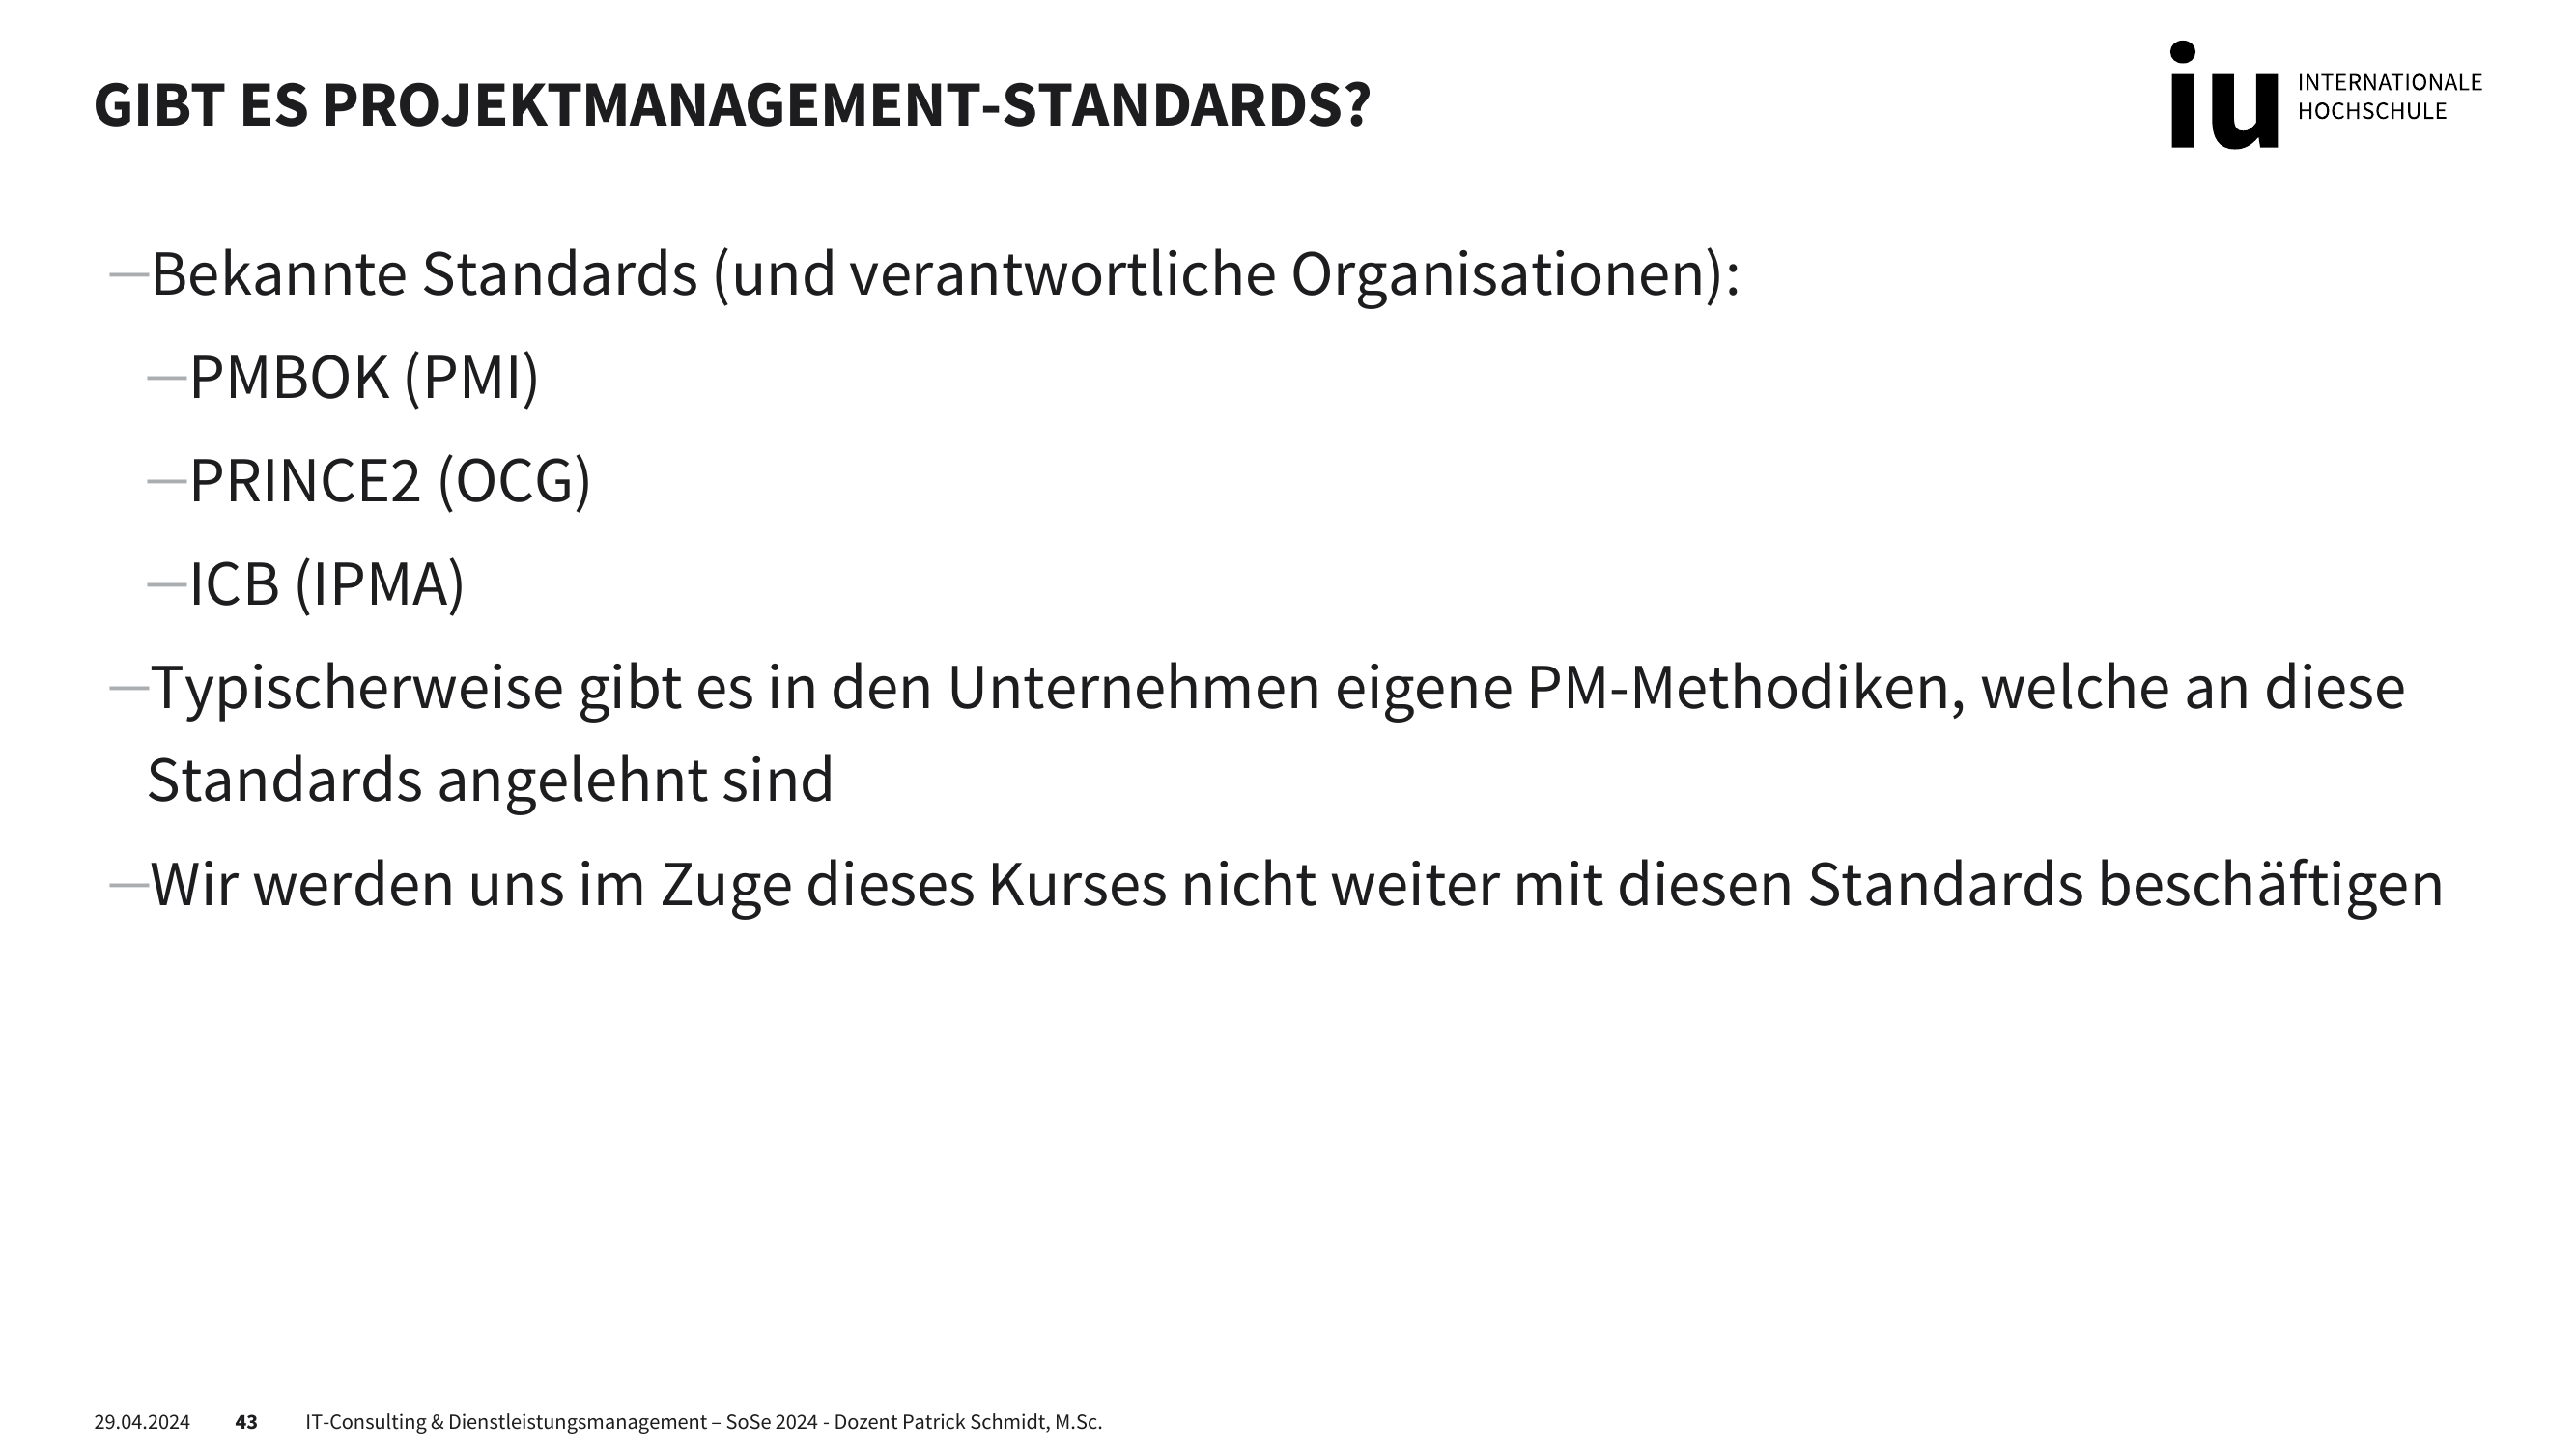 GIBT ES PROJEKTMANAGEMENT-STANDARDS?
iu INTERNATIONALE
HOCHSCHULE
—Bekannte Standards (und verantwortliche Organisationen):
—PMBOK (PMI)
—PRINCE2 (OCG)
—ICB (IPMA)
—Typischerweise gibt es in den Unternehmen eigene PM-Methodiken, welche an diese
Standards angelehnt sind
—Wir werden uns im Zuge dieses Kurses nicht weiter mit diesen Standards beschäftigen
29.04.2024 43 IT-Consulting & Dienstleistungsmanagement – SoSe 2024 - Dozent Patrick Schmidt, M.Sc.